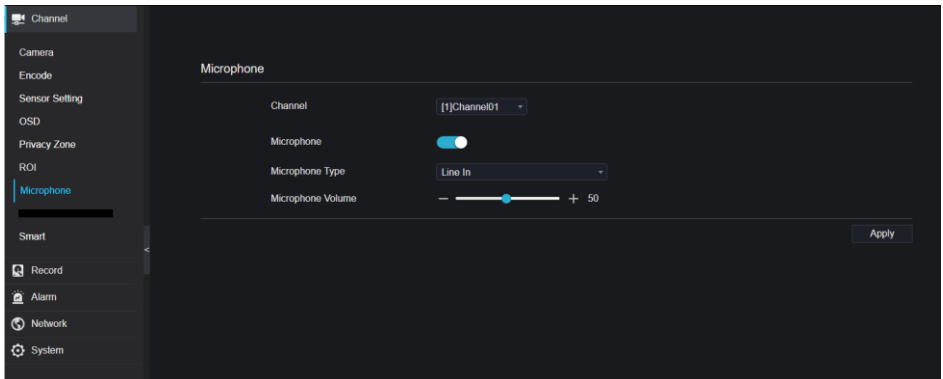 Channel
Camera
Encode
Sensor Setting
OSD
Privacy Zone
ROI
Microphone
Smart
Record
Alarm
Network
System
Microphone
Channel [1]Channel01
Microphone
Microphone Type Line In
Microphone Volume 50
Apply